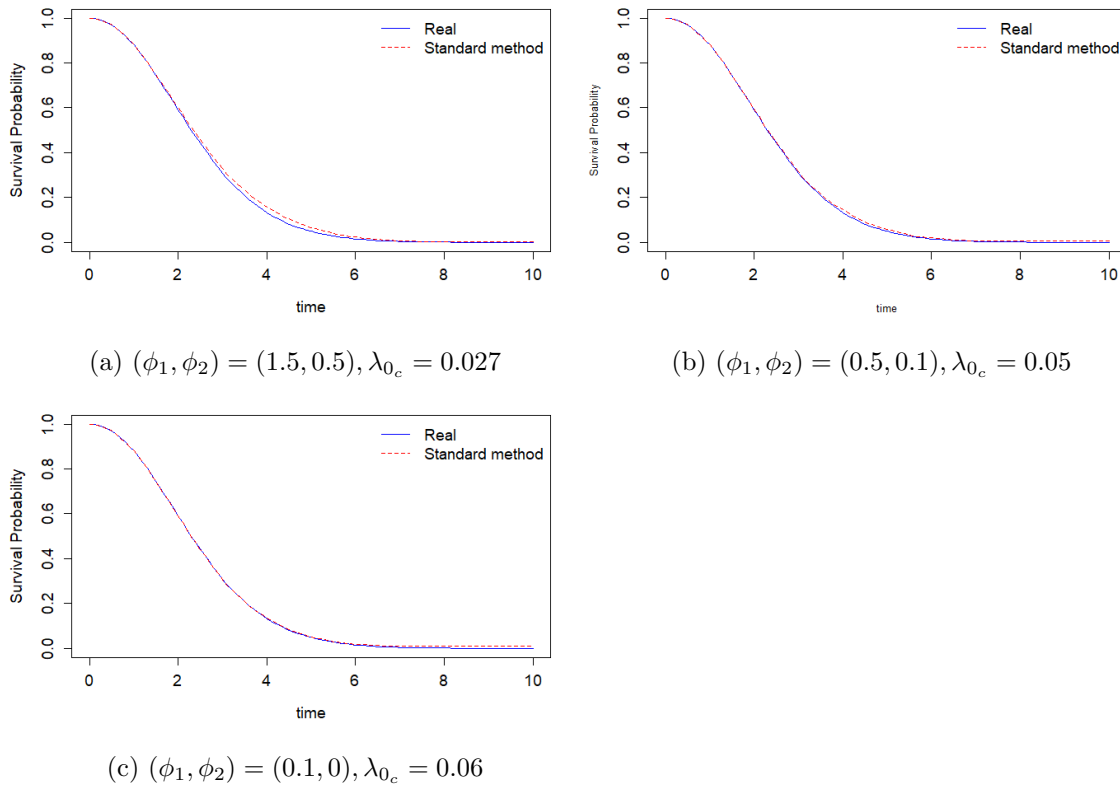 Survival Probability
1.0
0.8
0.6
0.4
0.2
0.0
Real
Standard method
0 2 4 6 8 10
time
(a) (ϕ₁, ϕ₂) = (1.5, 0.5), λ₀_c = 0.027
Survival Probability
1.0
0.8
0.6
0.4
0.2
0.0
Real
Standard method
0 2 4 6 8 10
time
(b) (ϕ₁, ϕ₂) = (0.5, 0.1), λ₀_c = 0.05
Survival Probability
1.0
0.8
0.6
0.4
0.2
0.0
Real
Standard method
0 2 4 6 8 10
time
(c) (ϕ₁, ϕ₂) = (0.1, 0), λ₀_c = 0.06